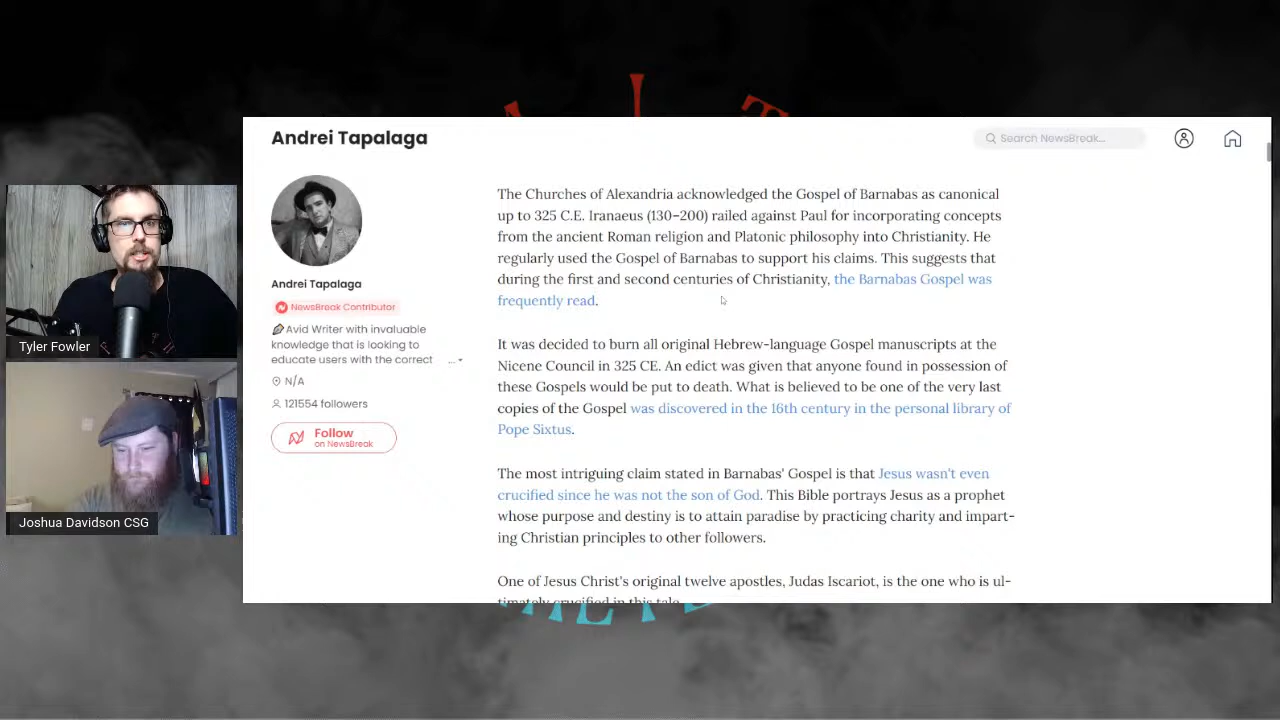 Andrei Tapalaga
Search NewsBreak...
The Churches of Alexandria acknowledged the Gospel of Barnabas as canonical
up to 325 C.E. Iranaeus (130–200) railed against Paul for incorporating concepts
from the ancient Roman religion and Platonic philosophy into Christianity. He
regularly used the Gospel of Barnabas to support his claims. This suggests that
during the first and second centuries of Christianity, the Barnabas Gospel was
frequently read.
It was decided to burn all original Hebrew-language Gospel manuscripts at the
Nicene Council in 325 CE. An edict was given that anyone found in possession of
these Gospels would be put to death. What is believed to be one of the very last
copies of the Gospel was discovered in the 16th century in the personal library of
Pope Sixtus.
The most intriguing claim stated in Barnabas' Gospel is that Jesus wasn't even
crucified since he was not the son of God. This Bible portrays Jesus as a prophet
whose purpose and destiny is to attain paradise by practicing charity and impart-
ing Christian principles to other followers.
One of Jesus Christ's original twelve apostles, Judas Iscariot, is the one who is ul-
timately crucified in this tale.
Andrei Tapalaga
NewsBreak Contributor
Avid Writer with invaluable
knowledge that is looking to
educate users with the correct ...
N/A
121554 followers
Follow
on NewsBreak
Tyler Fowler
Joshua Davidson CSG